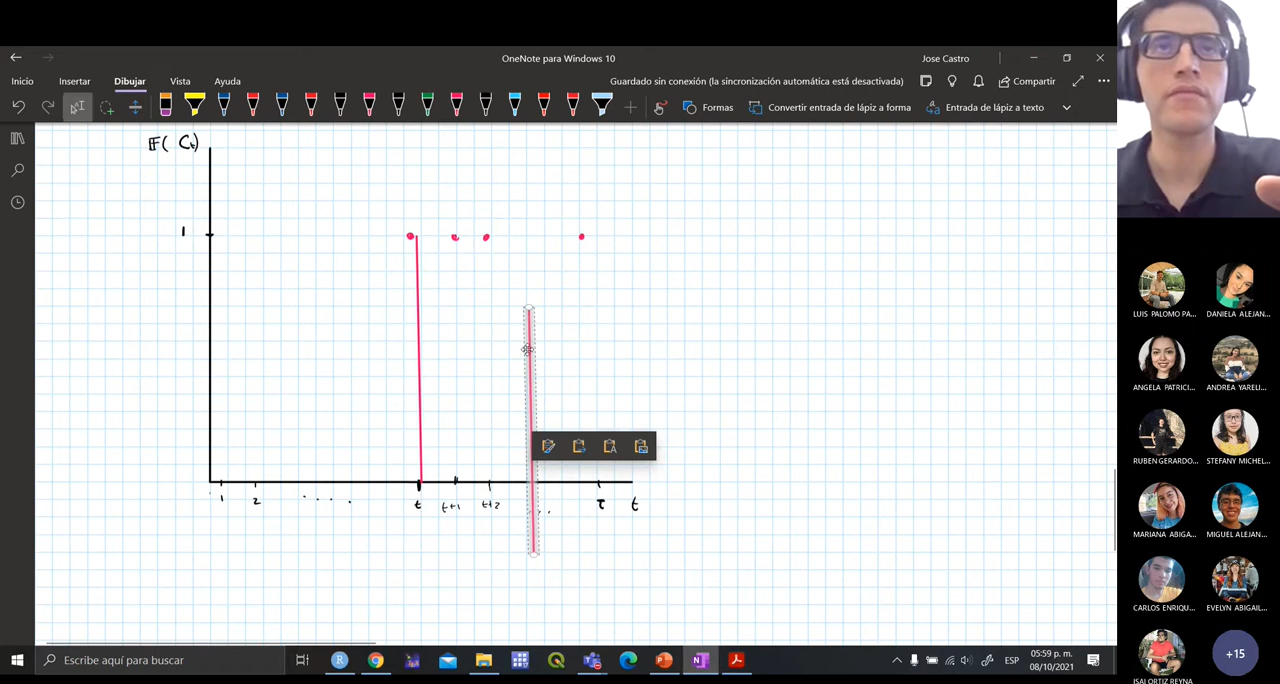 OneNote para Windows 10
Jose Castro
Inicio Insertar Dibujar Vista Ayuda
Guardado sin conexión (la sincronización automática está desactivada)
Compartir
Formas
Convertir entrada de lápiz a forma
Entrada de lápiz a texto
𝔽( Ct)
1
1 2 . . . . t t+1 t+2 . . τ t
LUIS PALOMO PA...
DANIELA ALEJAN...
ANGELA PATRICI...
ANDREA YARELI...
RUBEN GERARDO...
STEFANY MICHEL...
MARIANA ABIGA...
MIGUEL ALEJAN...
CARLOS ENRIQU...
EVELYN ABIGAIL...
ISAI ORTIZ REYNA
+15
Escribe aquí para buscar
ESP
05:59 p. m.
08/10/2021